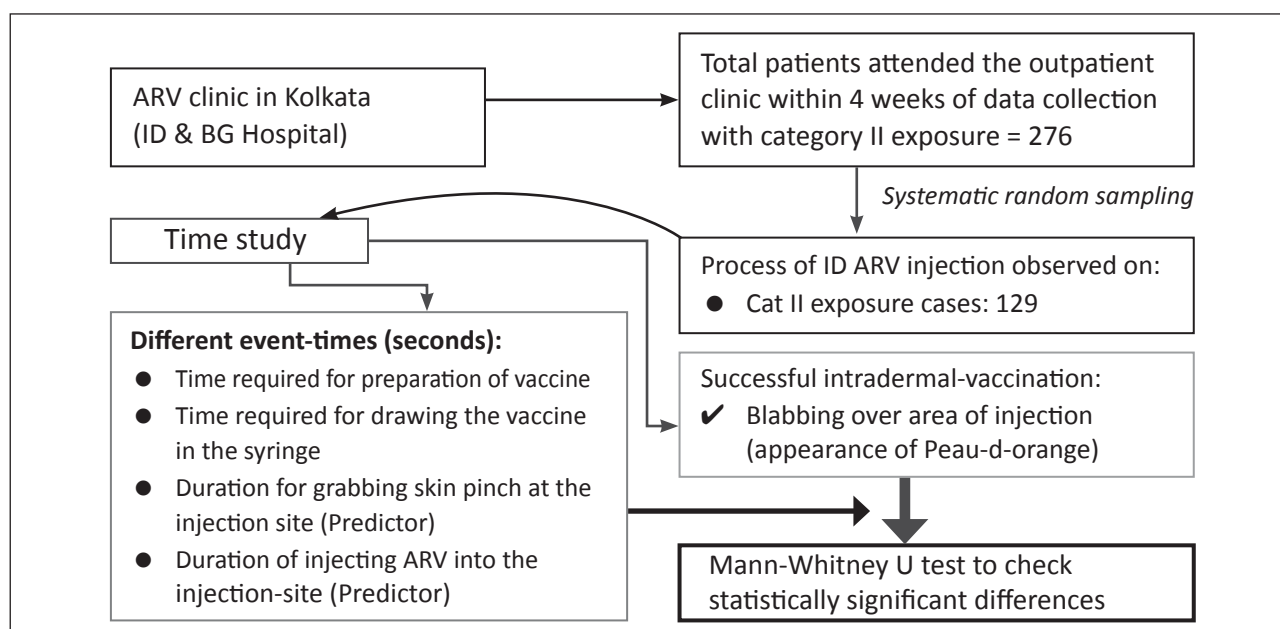 ARV clinic in Kolkata
(ID & BG Hospital)
Total patients attended the outpatient
clinic within 4 weeks of data collection
with category II exposure = 276
Systematic random sampling
Time study
Process of ID ARV injection observed on:
● Cat II exposure cases: 129
Different event-times (seconds):
● Time required for preparation of vaccine
● Time required for drawing the vaccine
in the syringe
● Duration for grabbing skin pinch at the
injection site (Predictor)
● Duration of injecting ARV into the
injection-site (Predictor)
Successful intradermal-vaccination:
✔ Blabbing over area of injection
(appearance of Peau-d-orange)
Mann-Whitney U test to check
statistically significant differences